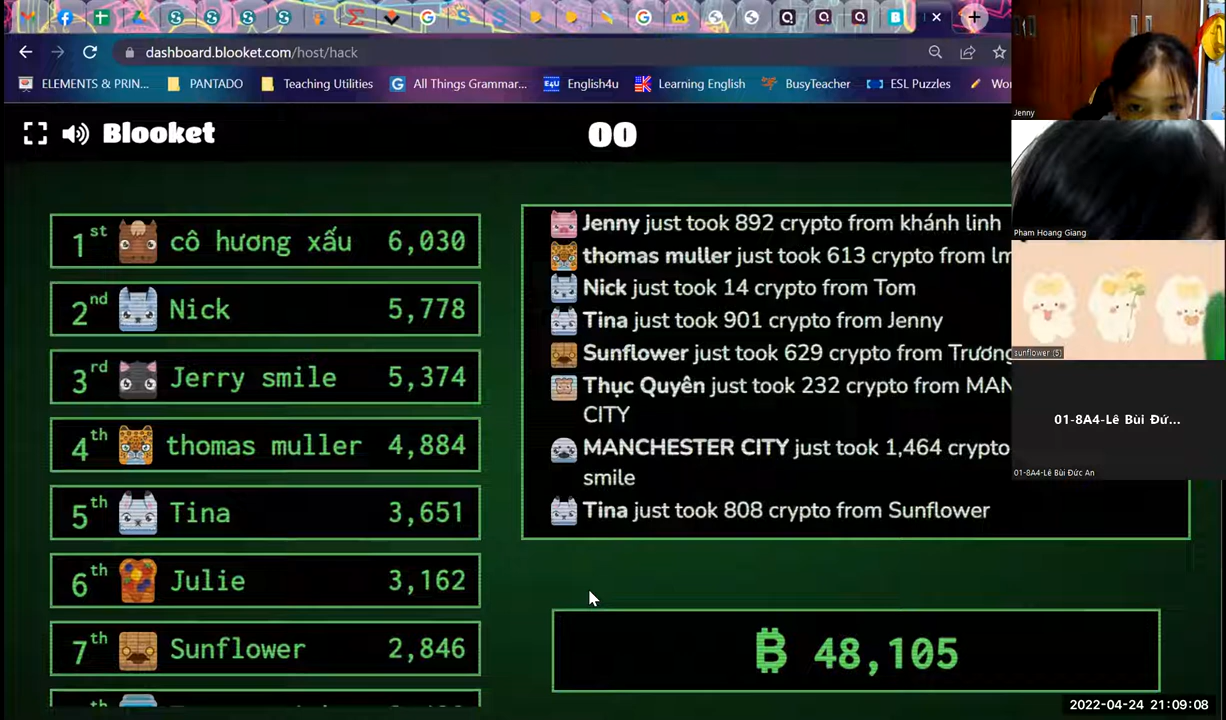 dashboard.blooket.com/host/hack
ELEMENTS & PRIN...
PANTADO
Teaching Utilities
All Things Grammar...
English4u
Learning English
BusyTeacher
ESL Puzzles
Blooket
00
1st cô hương xấu 6,030
2nd Nick 5,778
3rd Jerry smile 5,374
4th thomas muller 4,884
5th Tina 3,651
6th Julie 3,162
7th Sunflower 2,846
Jenny just took 892 crypto from khánh linh
thomas muller just took 613 crypto from
Nick just took 14 crypto from Tom
Tina just took 901 crypto from Jenny
Sunflower just took 629 crypto from Trương
Thục Quyên just took 232 crypto from MAN
CITY
MANCHESTER CITY just took 1,464 crypto
smile
Tina just took 808 crypto from Sunflower
₿ 48,105
Jenny
Pham Hoang Giang
sunflower (5)
01-8A4-Lê Bùi Đứ...
01-8A4-Lê Bùi Đức An
2022-04-24 21:09:08